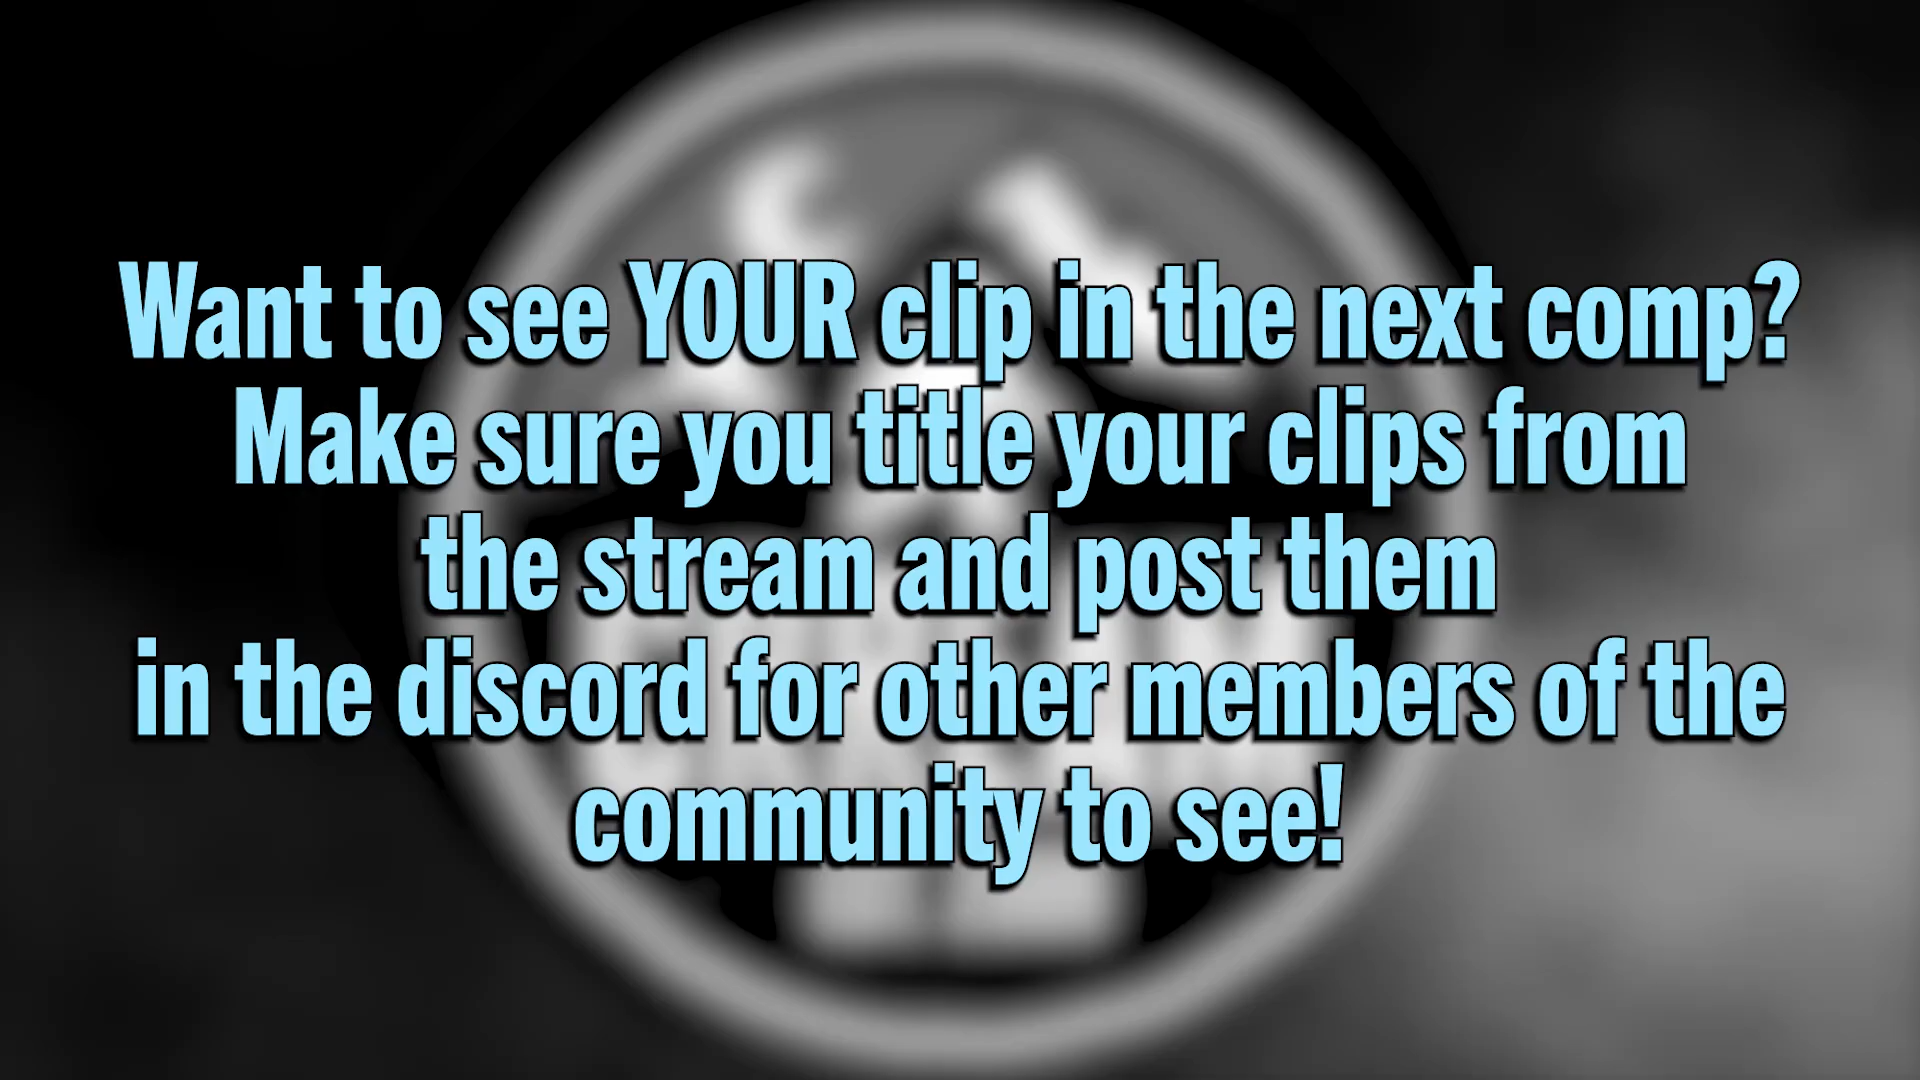 Want to see YOUR clip in the next comp?
Make sure you title your clips from
the stream and post them
in the discord for other members of the
community to see!